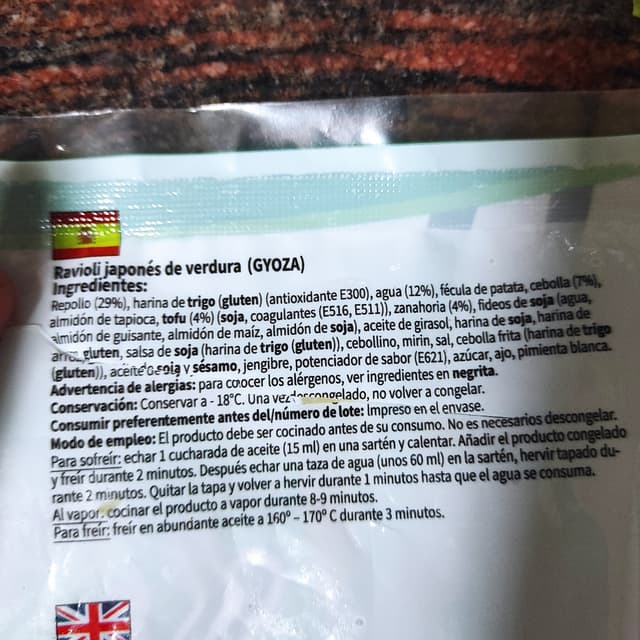 Ravioli japonés de verdura (GYOZA)
Ingredientes:
Repollo (29%), harina de trigo (gluten) (antioxidante E300), agua (12%), fécula de patata, cebolla (7%),
almidón de tapioca, tofu (4%) (soja, coagulantes (E516, E511)), zanahoria (4%), fideos de soja (agua,
almidón de guisante, almidón de maíz, almidón de soja), aceite de girasol, harina de soja, harina de
gluten, salsa de soja (harina de trigo (gluten)), cebollino, mirin, sal, cebolla frita (harina de trigo
(gluten)), aceite de soja y sésamo, jengibre, potenciador de sabor (E621), azúcar, ajo, pimienta blanca.
Advertencia de alergias: para conocer los alérgenos, ver ingredientes en negrita.
Conservación: Conservar a - 18°C. Una vez descongelado, no volver a congelar.
Consumir preferentemente antes del/número de lote: Impreso en el envase.
Modo de empleo: El producto debe ser cocinado antes de su consumo. No es necesarios descongelar.
Para sofreír: echar 1 cucharada de aceite (15 ml) en una sartén y calentar. Añadir el producto congelado
y freír durante 2 minutos. Después echar una taza de agua (unos 60 ml) en la sartén, hervir tapado du-
rante 2 minutos. Quitar la tapa y volver a hervir durante 1 minutos hasta que el agua se consuma.
Al vapor: cocinar el producto a vapor durante 8-9 minutos.
Para freír: freír en abundante aceite a 160º – 170º C durante 3 minutos.